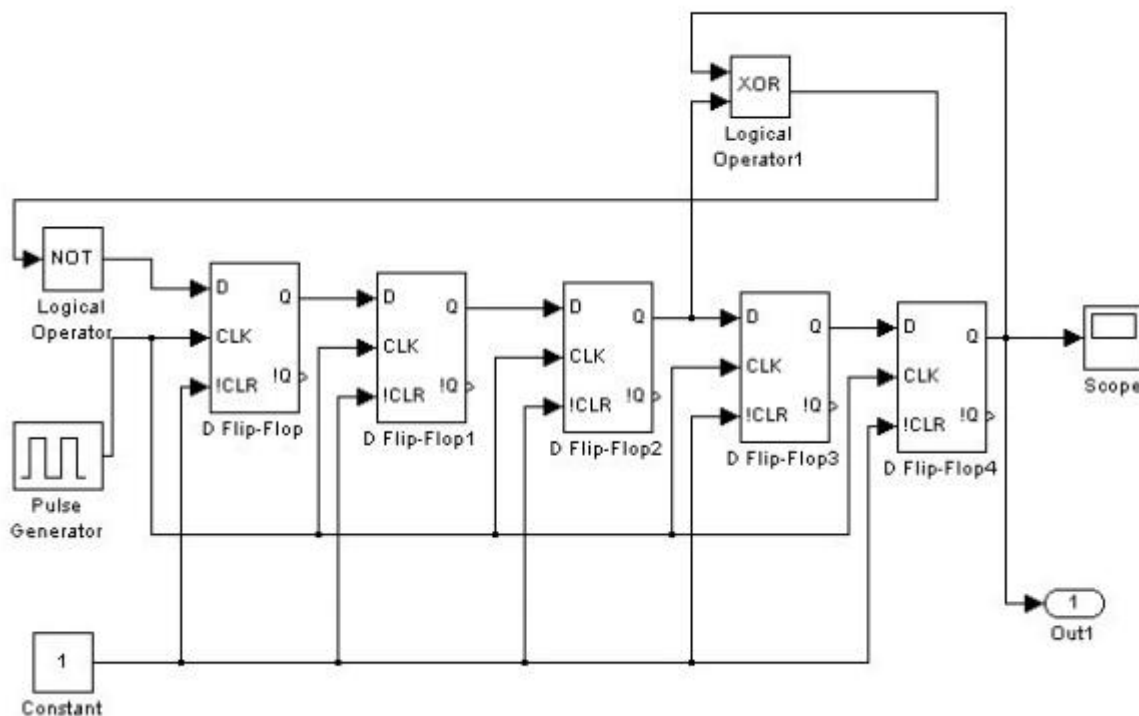 XOR
Logical
Operator1
NOT
Logical
Operator
D
Q
CLK
!CLR
!Q
D Flip-Flop
D
Q
CLK
!CLR
!Q
D Flip-Flop1
D
Q
CLK
!CLR
!Q
D Flip-Flop2
D
Q
CLK
!CLR
!Q
D Flip-Flop3
D
Q
CLK
!CLR
!Q
D Flip-Flop4
Scope
Pulse
Generator
1
Out1
1
Constant